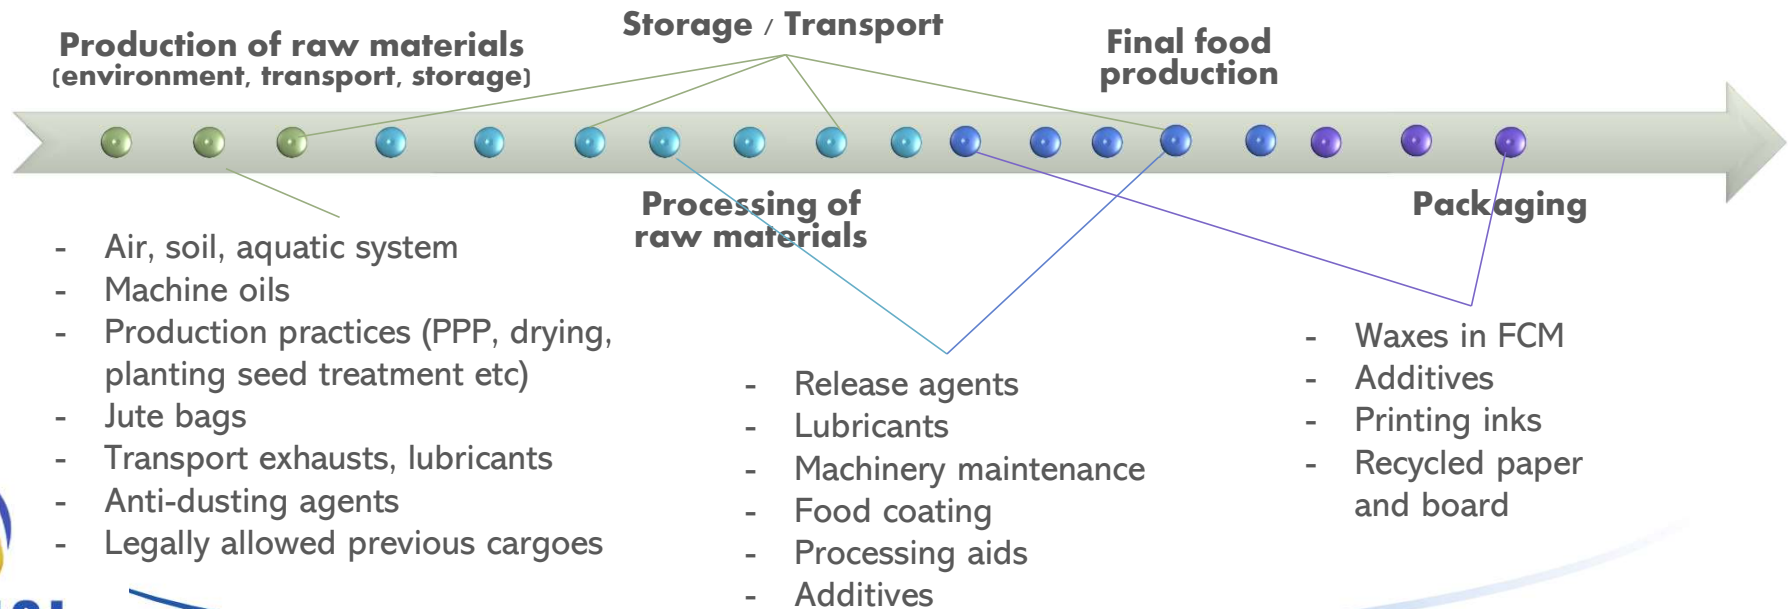 Storage / Transport
Production of raw materials
(environment, transport, storage)
Final food
production
Processing of
raw materials
Packaging
- Air, soil, aquatic system
- Machine oils
- Production practices (PPP, drying,
planting seed treatment etc)
- Jute bags
- Transport exhausts, lubricants
- Anti-dusting agents
- Legally allowed previous cargoes
- Release agents
- Lubricants
- Machinery maintenance
- Food coating
- Processing aids
- Additives
- Waxes in FCM
- Additives
- Printing inks
- Recycled paper
and board